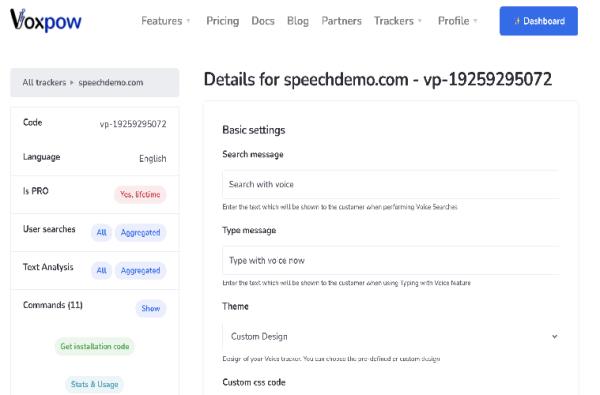 Voxpow
Features Pricing Docs Blog Partners Trackers Profile ✨ Dashboard
All trackers ▸ speechdemo.com
Code vp-19259295072
Language English
Is PRO Yes, lifetime
User searches All Aggregated
Text Analysis All Aggregated
Commands (11) Show
Get installation code
Stats & Usage
Details for speechdemo.com - vp-19259295072
Basic settings
Search message
Search with voice
Enter the text which will be shown to the customer when performing Voice Searches
Type message
Type with voice now
Enter the text which will be shown to the customer when using Typing with Voice Nature
Theme
Custom Design
Design of your Voice tracker. You can choose the pre-defined or custom design
Custom css code